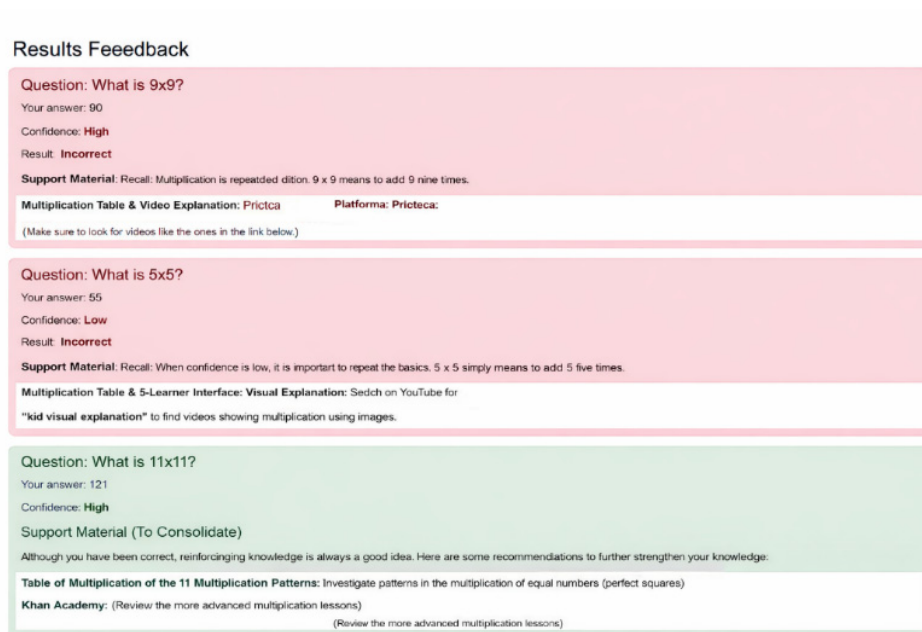 Results Feeedback
Question: What is 9x9?
Your answer: 90
Confidence: High
Result Incorrect
Support Material: Recall: Multiplication is repeatded dition. 9 x 9 means to add 9 nine times.
Multiplication Table & Video Explanation: Prictca Platforma: Pricteca:
(Make sure to look for videos like the ones in the link below.)
Question: What is 5x5?
Your answer: 55
Confidence: Low
Result Incorrect
Support Material: Recall: When confidence is low, it is importart to repeat the basics. 5 x 5 simply means to add 5 five times.
Multiplication Table & 5-Learner Interface: Visual Explanation: Sedch on YouTube for
"kid visual explanation" to find videos showing multiplication using images.
Question: What is 11x11?
Your answer: 121
Confidence: High
Support Material (To Consolidate)
Although you have been correct, reinforcinging knowledge is always a good idea. Here are some recommendations to further strengthen your knowledge:
Table of Multiplication of the 11 Multiplication Patterns: Investigate patterns in the multiplication of equal numbers (perfect squares)
Khan Academy: (Review the more advanced multiplication lessons)
(Review the more advanced multiplication lessons)